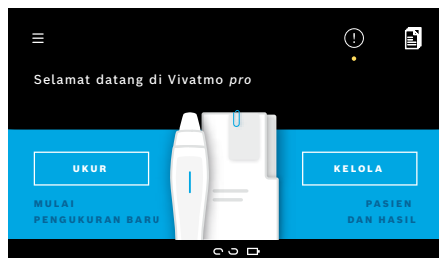 Selamat datang di Vivatmo pro
UKUR
KELOLA
MULAI
PENGUKURAN BARU
PASIEN
DAN HASIL